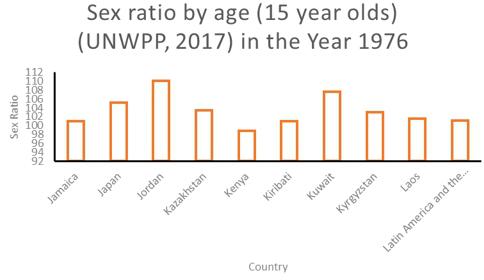 Sex ratio by age (15 year olds)
(UNWPP, 2017) in the Year 1976
112
110
108
106
104
102
100
98
96
94
92
Sex Ratio
Jamaica
Japan
Jordan
Kazakhstan
Kenya
Kiribati
Kuwait
Kyrgyzstan
Laos
Latin America and the...
Country